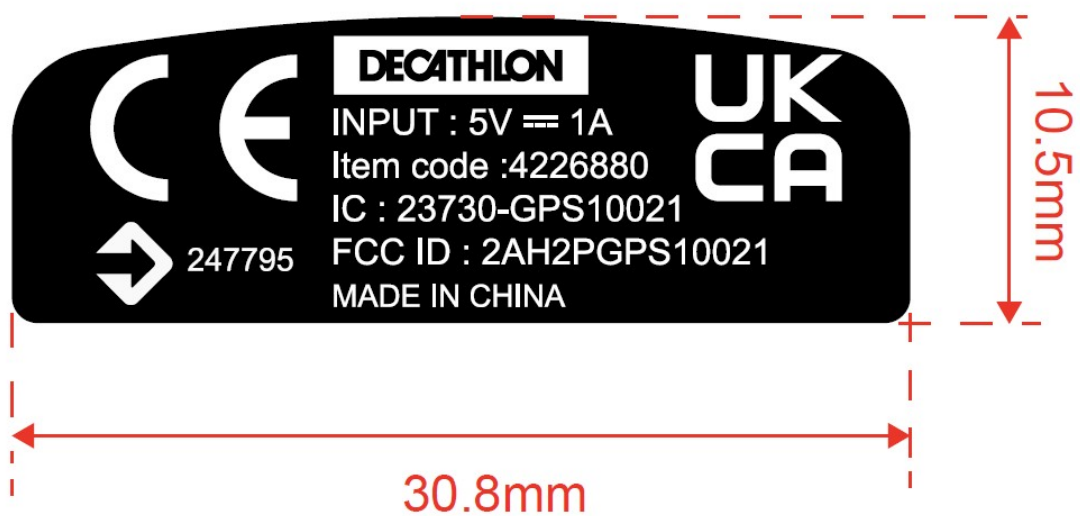 CE
DECATHLON
UK
CA
INPUT : 5V ⎓ 1A
Item code :4226880
IC : 23730-GPS10021
FCC ID : 2AH2PGPS10021
MADE IN CHINA
247795
10.5mm
30.8mm